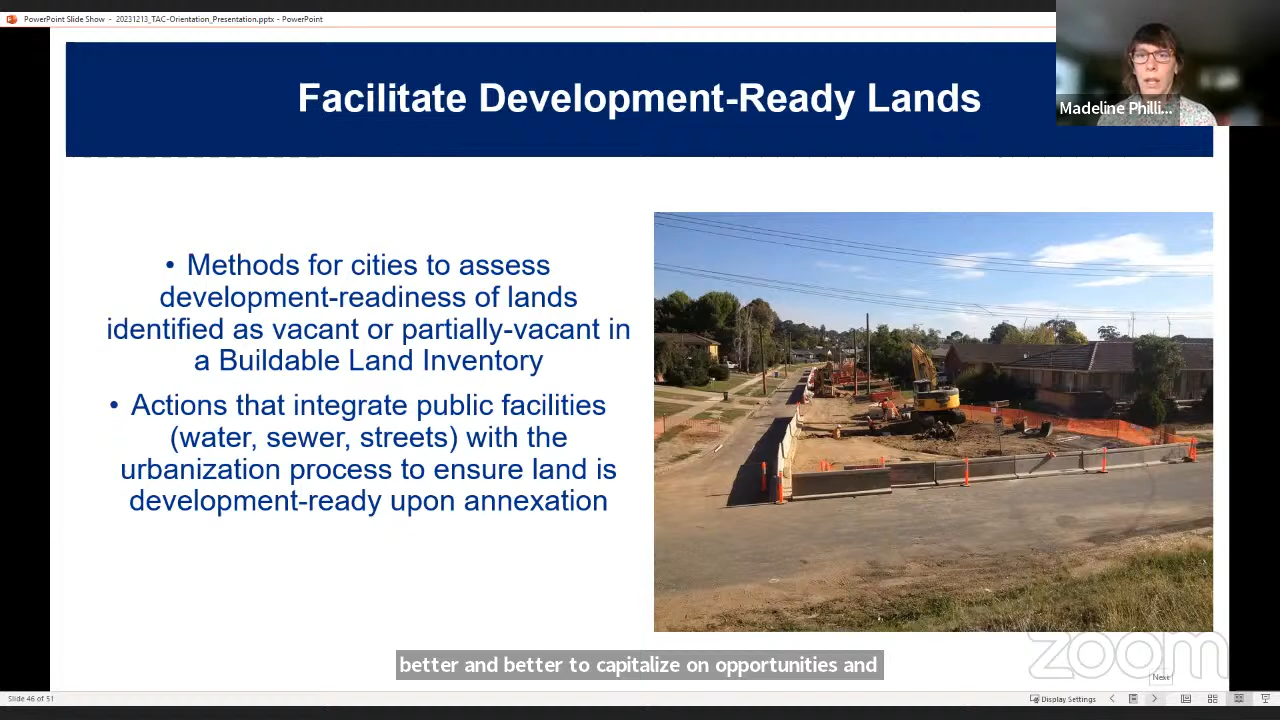 PowerPoint Slide Show - 20231213_TAC-Orientation_Presentation.pptx - PowerPoint
Facilitate Development-Ready Lands
Madeline Philli...
• Methods for cities to assess
development-readiness of lands
identified as vacant or partially-vacant in
a Buildable Land Inventory
• Actions that integrate public facilities
(water, sewer, streets) with the
urbanization process to ensure land is
development-ready upon annexation
better and better to capitalize on opportunities and
zoom
Next
Slide 46 of 51
Display Settings